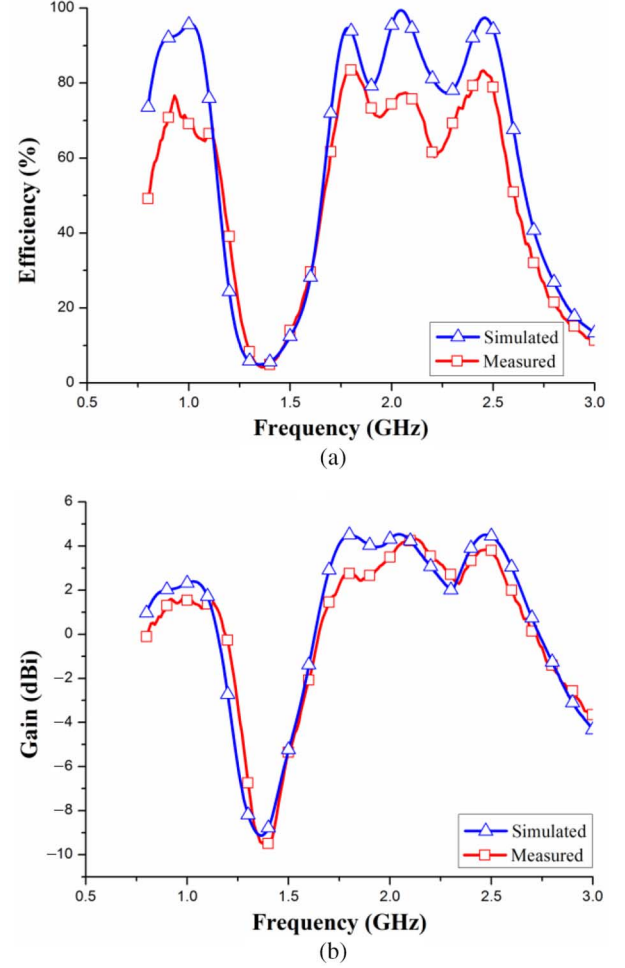 100
80
60
40
20
0
Efficiency (%)
Simulated
Measured
0.5 1.0 1.5 2.0 2.5 3.0
Frequency (GHz)
(a)
6
4
2
0
−2
−4
−6
−8
−10
Gain (dBi)
Simulated
Measured
0.5 1.0 1.5 2.0 2.5 3.0
Frequency (GHz)
(b)